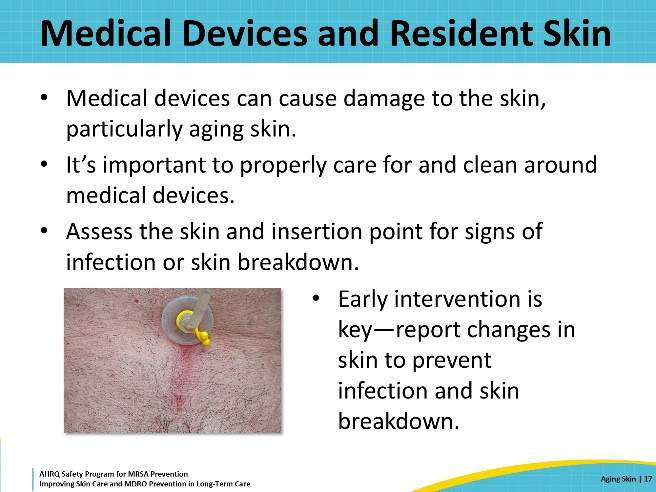 Medical Devices and Resident Skin
• Medical devices can cause damage to the skin,
particularly aging skin.
• It's important to properly care for and clean around
medical devices.
• Assess the skin and insertion point for signs of
infection or skin breakdown.
• Early intervention is
key—report changes in
skin to prevent
infection and skin
breakdown.
AHRQ Safety Program for MRSA Prevention
Improving Skin Care and MDRO Prevention in Long-Term Care
Aging Skin | 17